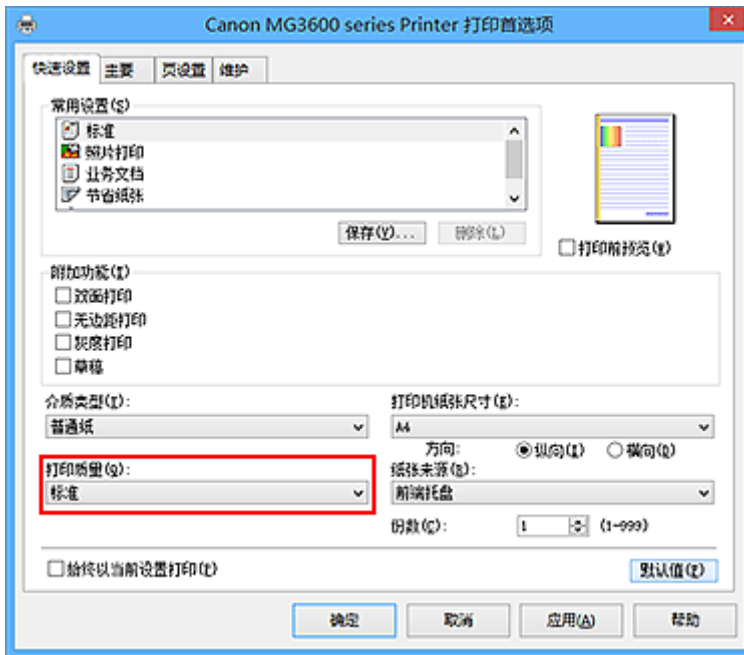 Canon MG3600 series Printer 打印首选项
快速设置 主要 页设置 维护
常用设置(S)
标准
照片打印
业务文档
节省纸张
保存(V)... 删除(L)
打印前预览(W)
附加功能(I)
双面打印
无边距打印
灰度打印
草稿
介质类型(I): 打印机纸张尺寸(E):
普通纸 A4
方向: 纵向(I) 横向(D)
打印质量(Q): 纸张来源(B):
标准 前端托盘
份数(C): 1 (1-999)
始终以当前设置打印(P) 默认值(F)
确定 取消 应用(A) 帮助